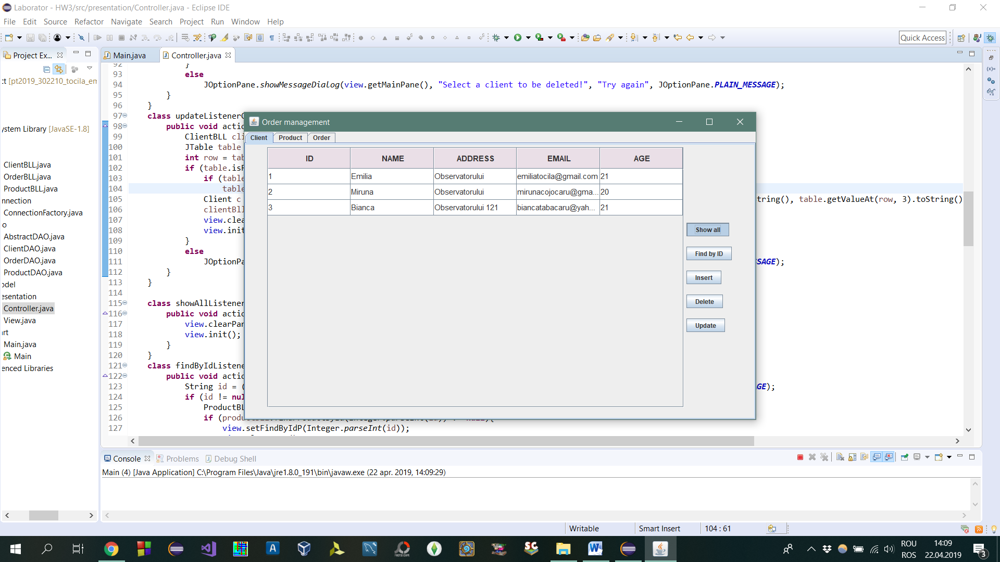 Laborator - HW3/src/presentation/Controller.java - Eclipse IDE
File Edit Source Refactor Navigate Search Project Run Window Help
Quick Access
Project Ex...
Main.java
Controller.java
ct [pt2019_302210_tocila_em
ystem Library [JavaSE-1.8]
ClientBLL.java
OrderBLL.java
ProductBLL.java
nnection
ConnectionFactory.java
o
AbstractDAO.java
ClientDAO.java
OrderDAO.java
ProductDAO.java
odel
esentation
Controller.java
View.java
art
Main.java
Main
enced Libraries
92 }
93 else
94 JOptionPane.showMessageDialog(view.getMainPane(), "Select a client to be deleted!", "Try again", JOptionPane.PLAIN_MESSAGE);
95 }
96 }
97 class updateListener
98 public void actio
99 ClientBLL cli
100 JTable table
101 int row = tab
102 if (table.is
103 if (table
104 table
105 Client c tring(), table.getValueAt(row, 3).toString()
106 clientBll
107 view.clea
108 view.init
109 }
110 else
111 JOptionPa SAGE);
112 }
113 }
114
115 class showAllListener
116 public void actio
117 view.clearPan
118 view.init();
119 }
120 }
121 class findByIdListene
122 public void actio
123 String id = ( GE);
124 if (id != nul
125 ProductBL
126 if (produ
127 view.setFindByIdP(Integer.parseInt(id));
Order management
Client Product Order
ID NAME ADDRESS EMAIL AGE
1 Emilia Observatorului emiliatocila@gmail.com 21
2 Miruna Observatorului mirunacojocaru@gma... 20
3 Bianca Observatorului 121 biancatabacaru@yah... 21
Show all
Find by ID
Insert
Delete
Update
Console Problems Debug Shell
Main (4) [Java Application] C:\Program Files\Java\jre1.8.0_191\bin\javaw.exe (22 apr. 2019, 14:09:29)
Writable Smart Insert 104 : 61
ROU
ROS
14:09
22.04.2019
3